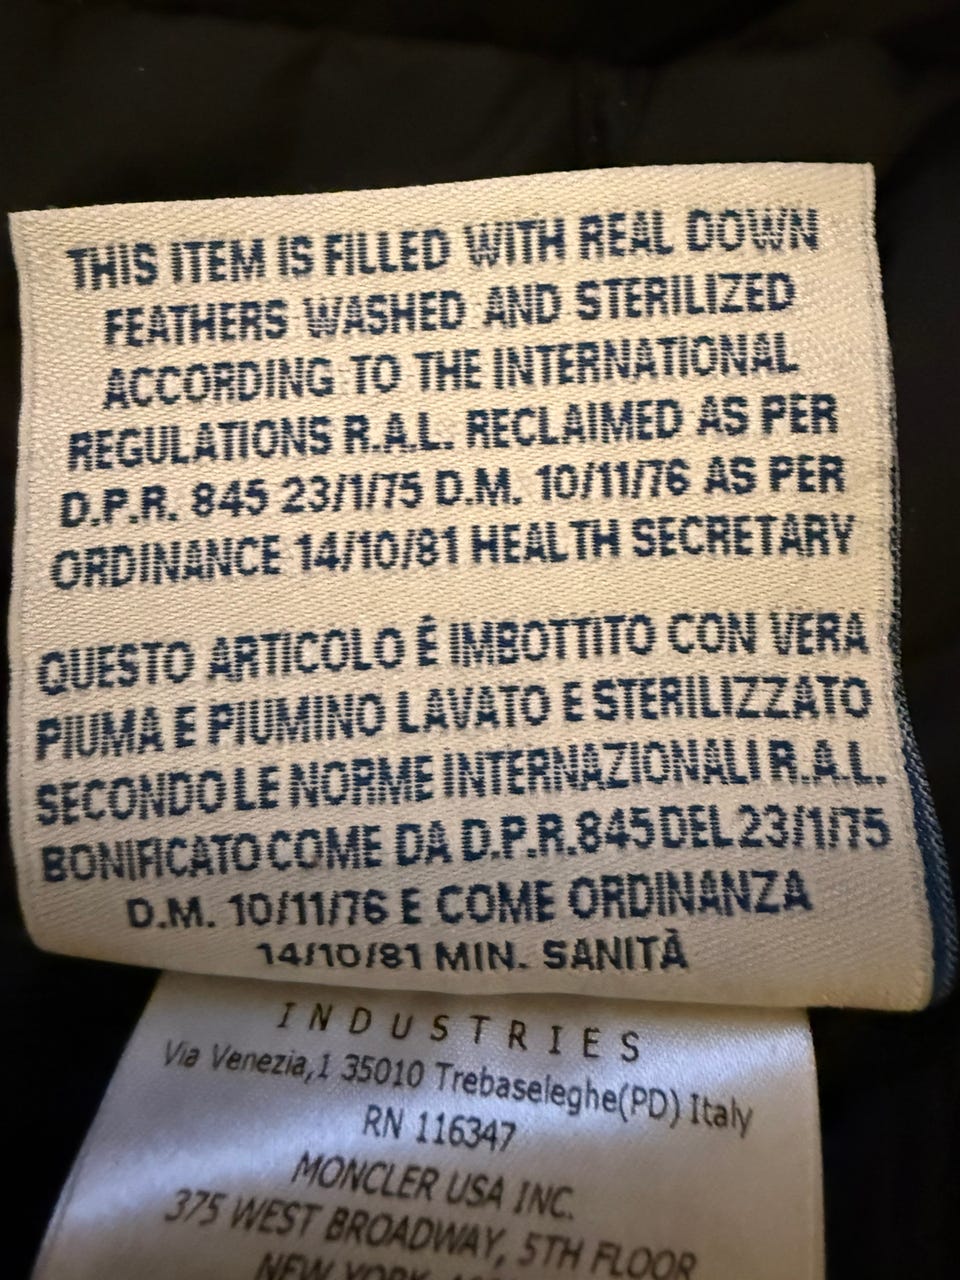 THIS ITEM IS FILLED WITH REAL DOWN
FEATHERS WASHED AND STERILIZED
ACCORDING TO THE INTERNATIONAL
REGULATIONS R.A.L. RECLAIMED AS PER
D.P.R. 845 23/1/75 D.M. 10/11/76 AS PER
ORDINANCE 14/10/81 HEALTH SECRETARY
QUESTO ARTICOLO É IMBOTTITO CON VERA
PIUMA E PIUMINO LAVATO E STERILIZZATO
SECONDO LE NORME INTERNAZIONALI R.A.L.
BONIFICATO COME DA D.P.R.845 DEL 23/1/75
D.M. 10/11/76 E COME ORDINANZA
14/10/81 MIN. SANITÀ
INDUSTRIES
Via Venezia,1 35010 Trebaseleghe(PD) Italy
RN 116347
MONCLER USA INC.
375 WEST BROADWAY, 5TH FLOOR
NEW YORK